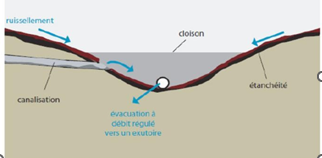 ruissellement
cloison
étanchéité
canalisation
évacuation à
débit régulé
vers un exutoire